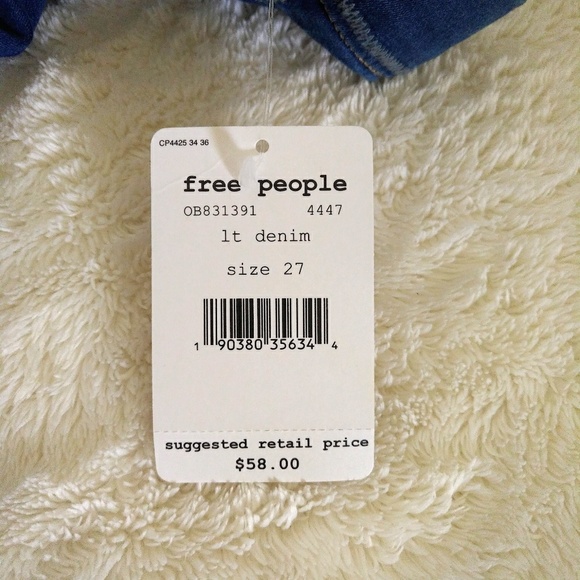 CP4425 34 36
free people
OB831391 4447
lt denim
size 27
1 90380 35634 4
suggested retail price
$58.00